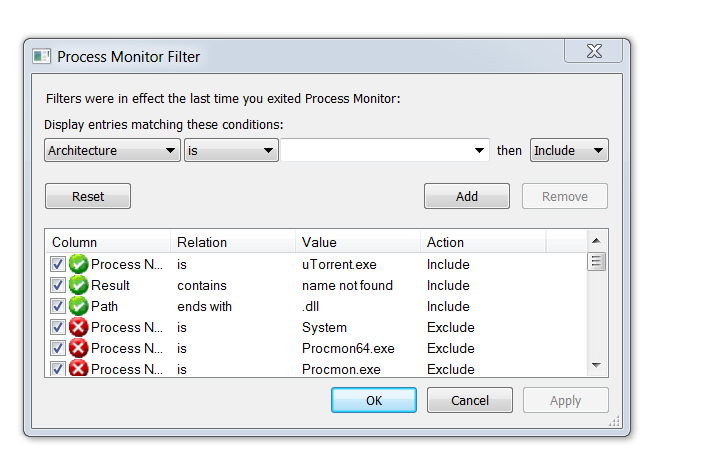 Process Monitor Filter
Filters were in effect the last time you exited Process Monitor:
Display entries matching these conditions:
Architecture is then Include
Reset Add Remove
Column Relation Value Action
Process N... is uTorrent.exe Include
Result contains name not found Include
Path ends with .dll Include
Process N... is System Exclude
Process N... is Procmon64.exe Exclude
Process N... is Procmon.exe Exclude
OK Cancel Apply